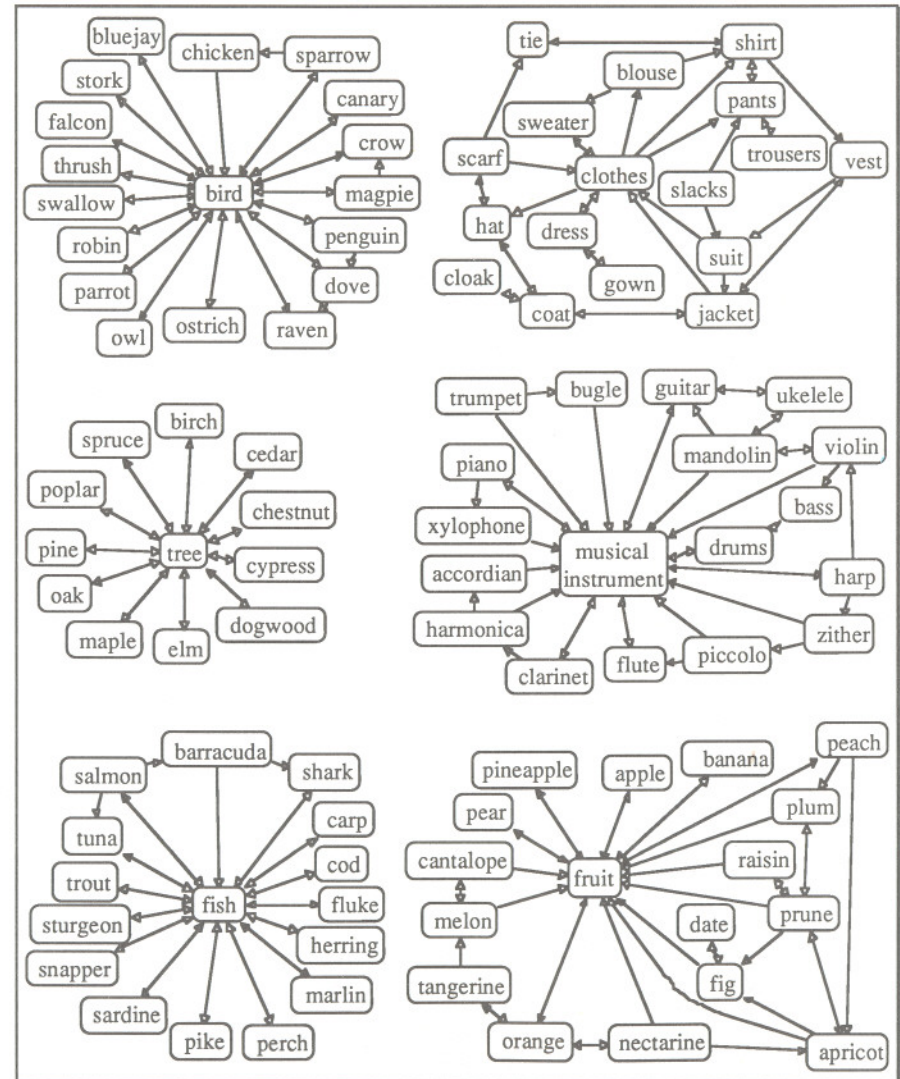 bluejay
chicken
sparrow
stork
canary
falcon
crow
thrush
bird
magpie
swallow
robin
penguin
parrot
dove
owl
ostrich
raven
tie
shirt
blouse
pants
sweater
scarf
clothes
trousers
vest
slacks
hat
dress
suit
cloak
gown
coat
jacket
birch
spruce
cedar
poplar
chestnut
pine
tree
cypress
oak
maple
elm
dogwood
trumpet
bugle
guitar
ukelele
piano
mandolin
violin
bass
xylophone
musical
instrument
drums
accordian
harp
harmonica
zither
clarinet
flute
piccolo
barracuda
salmon
shark
tuna
carp
cod
trout
fish
fluke
sturgeon
herring
snapper
marlin
sardine
pike
perch
peach
pineapple
apple
banana
pear
plum
cantalope
raisin
fruit
melon
prune
date
tangerine
fig
orange
nectarine
apricot